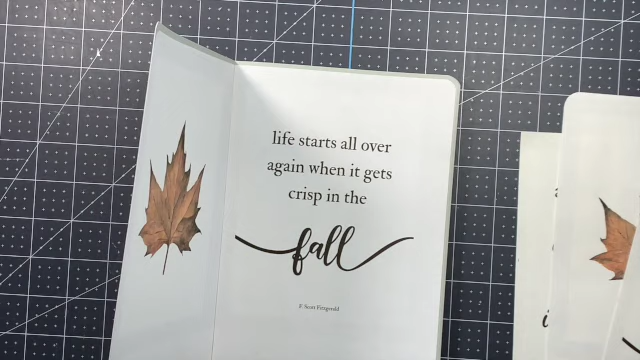 life starts all over
again when it gets
crisp in the
fall
F. Scott Fitzgerald